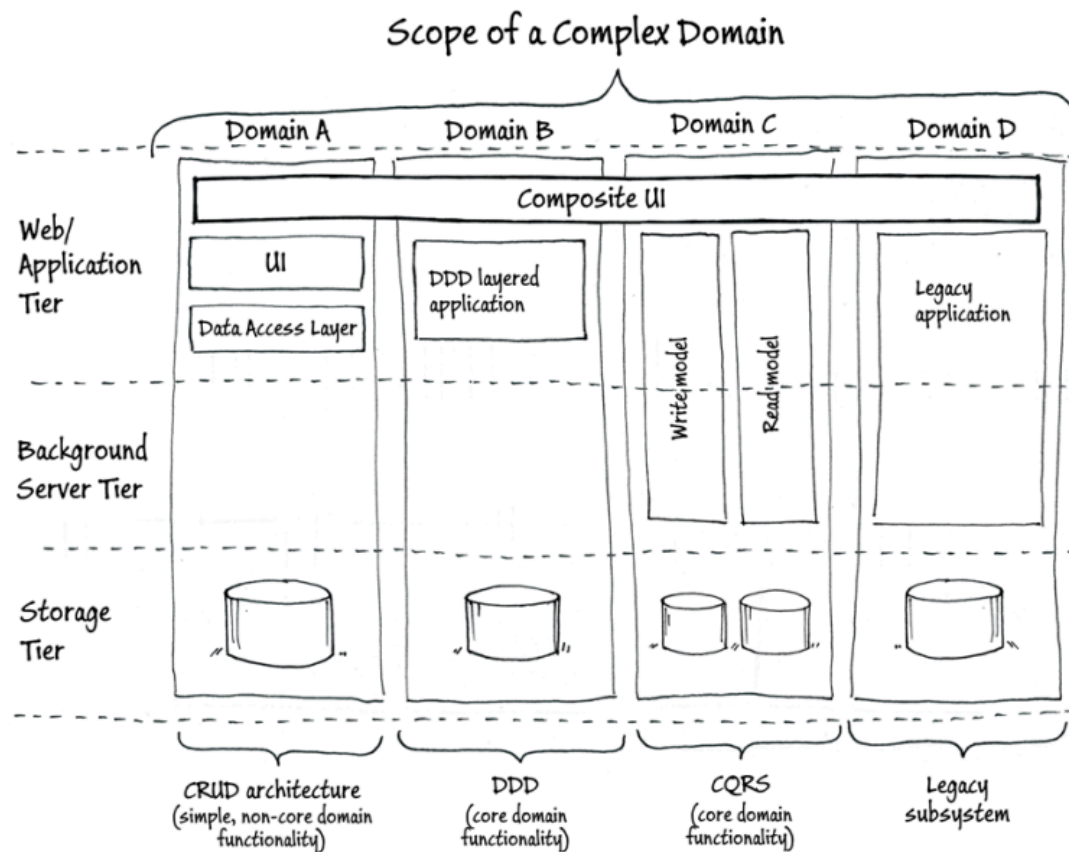 Scope of a Complex Domain
Domain A
Domain B
Domain C
Domain D
Web/
Application
Tier
Composite UI
UI
Data Access Layer
DDD layered
application
Write model
Read model
Legacy
application
Background
Server Tier
Storage
Tier
CRUD architecture
(simple, non-core domain
functionality)
DDD
(core domain
functionality)
CQRS
(core domain
functionality)
Legacy
subsystem